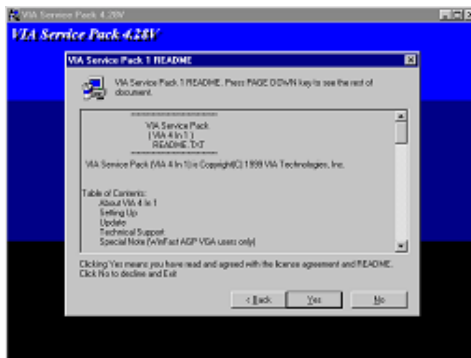 VIA Service Pack 4.28V
VIA Service Pack 4.28V
VIA Service Pack 1 README
VIA Service Pack 1 README. Press PAGE DOWN key to see the rest of
document.
====================
VIA Service Pack
( VIA 4 In 1 )
README.TXT
====================
VIA Service Pack (VIA 4 In 1) is Copyright(C) 1999 VIA Technologies, Inc.
Table of Contents:
About VIA 4 in 1
Setting Up
Update
Technical Support
Special Note (WinFast AGP VGA users only)
Clicking Yes means you have read and agreed with the license agreement and README.
Click No to decline and Exit
< Back
Yes
No